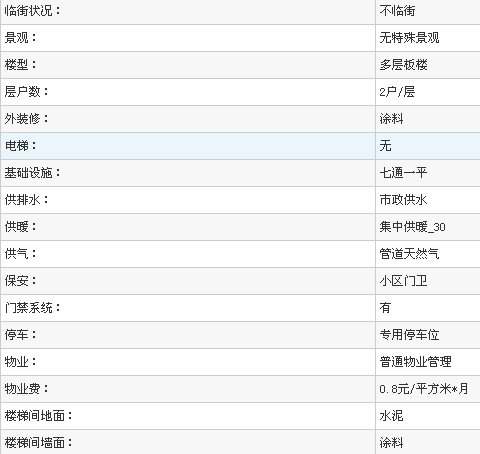 临街状况： 不临街
景观： 无特殊景观
楼型： 多层板楼
层户数： 2户/层
外装修： 涂料
电梯： 无
基础设施： 七通一平
供排水： 市政供水
供暖： 集中供暖_30
供气： 管道天然气
保安： 小区门卫
门禁系统： 有
停车： 专用停车位
物业： 普通物业管理
物业费： 0.8元/平方米*月
楼梯间地面： 水泥
楼梯间墙面： 涂料